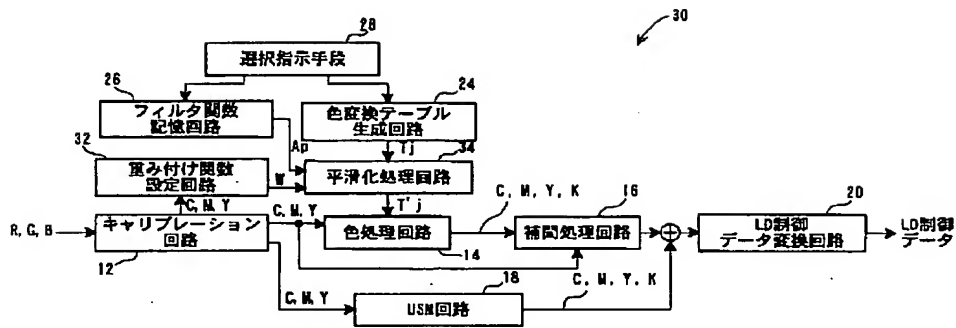 30
28
選択指示手段
26
フィルタ関数
記憶回路
24
色変換テーブル
生成回路
32
重み付け関数
設定回路
Ap
Tj
34
W
平滑化処理回路
C, M, Y
T'j
C, M, Y, K
16
20
R, G, B
キャリブレーション
回路
C, M, Y
色処理回路
補間処理回路
LD制御
データ変換回路
LD制御
データ
12
14
18
C, M, Y
USM回路
C, M, Y, K